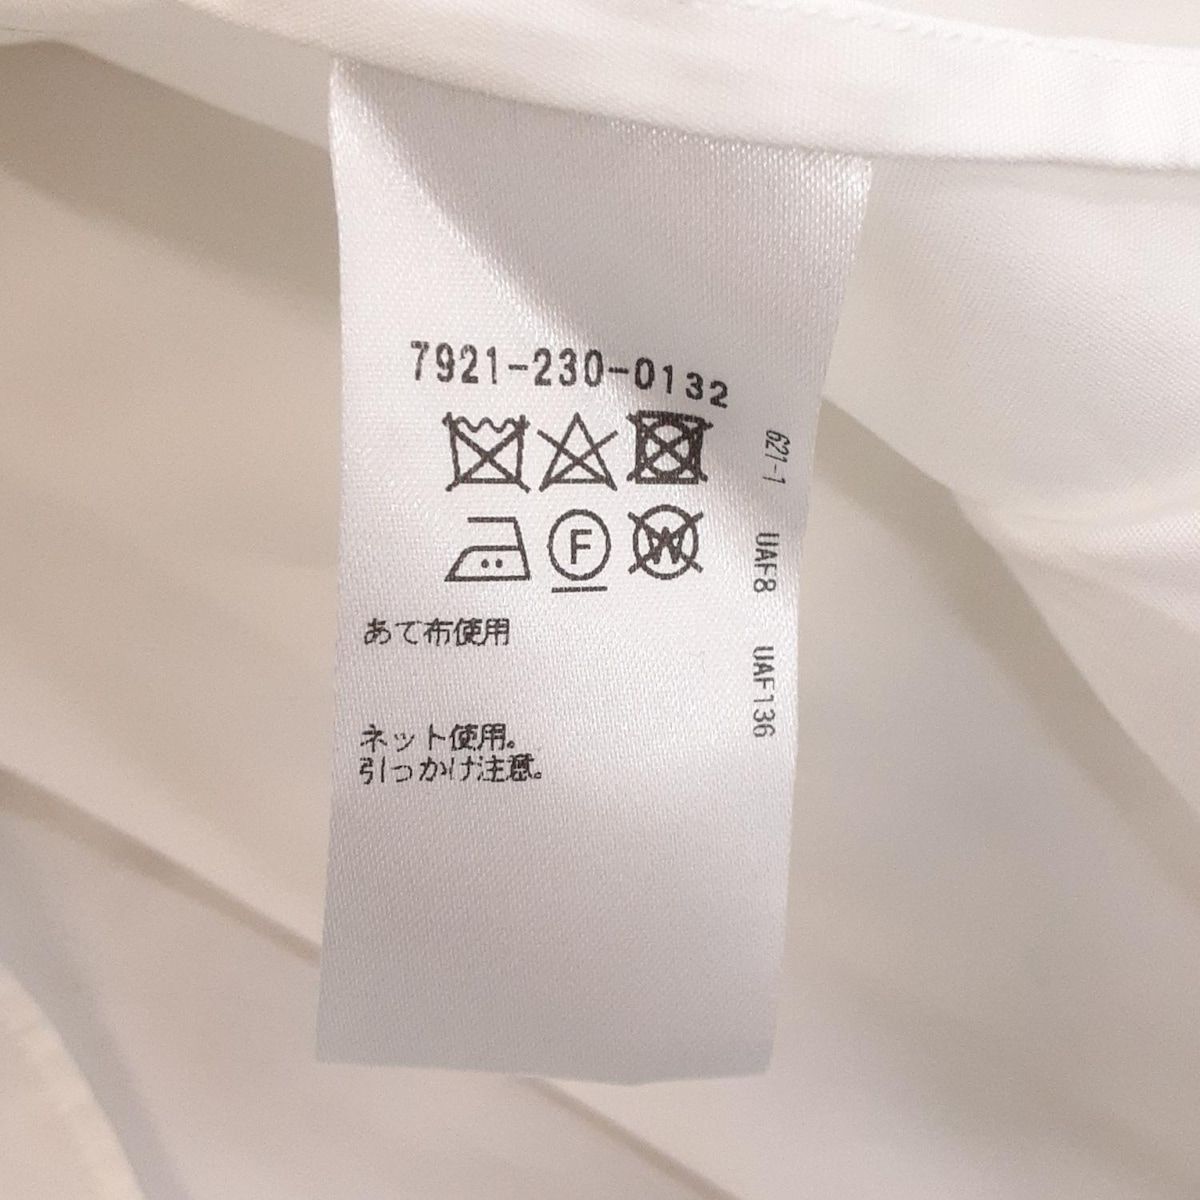 7921-230-0132
F
W
あて布使用
ネット使用。
引っかけ注意。
621-1 UAF8 UAF136